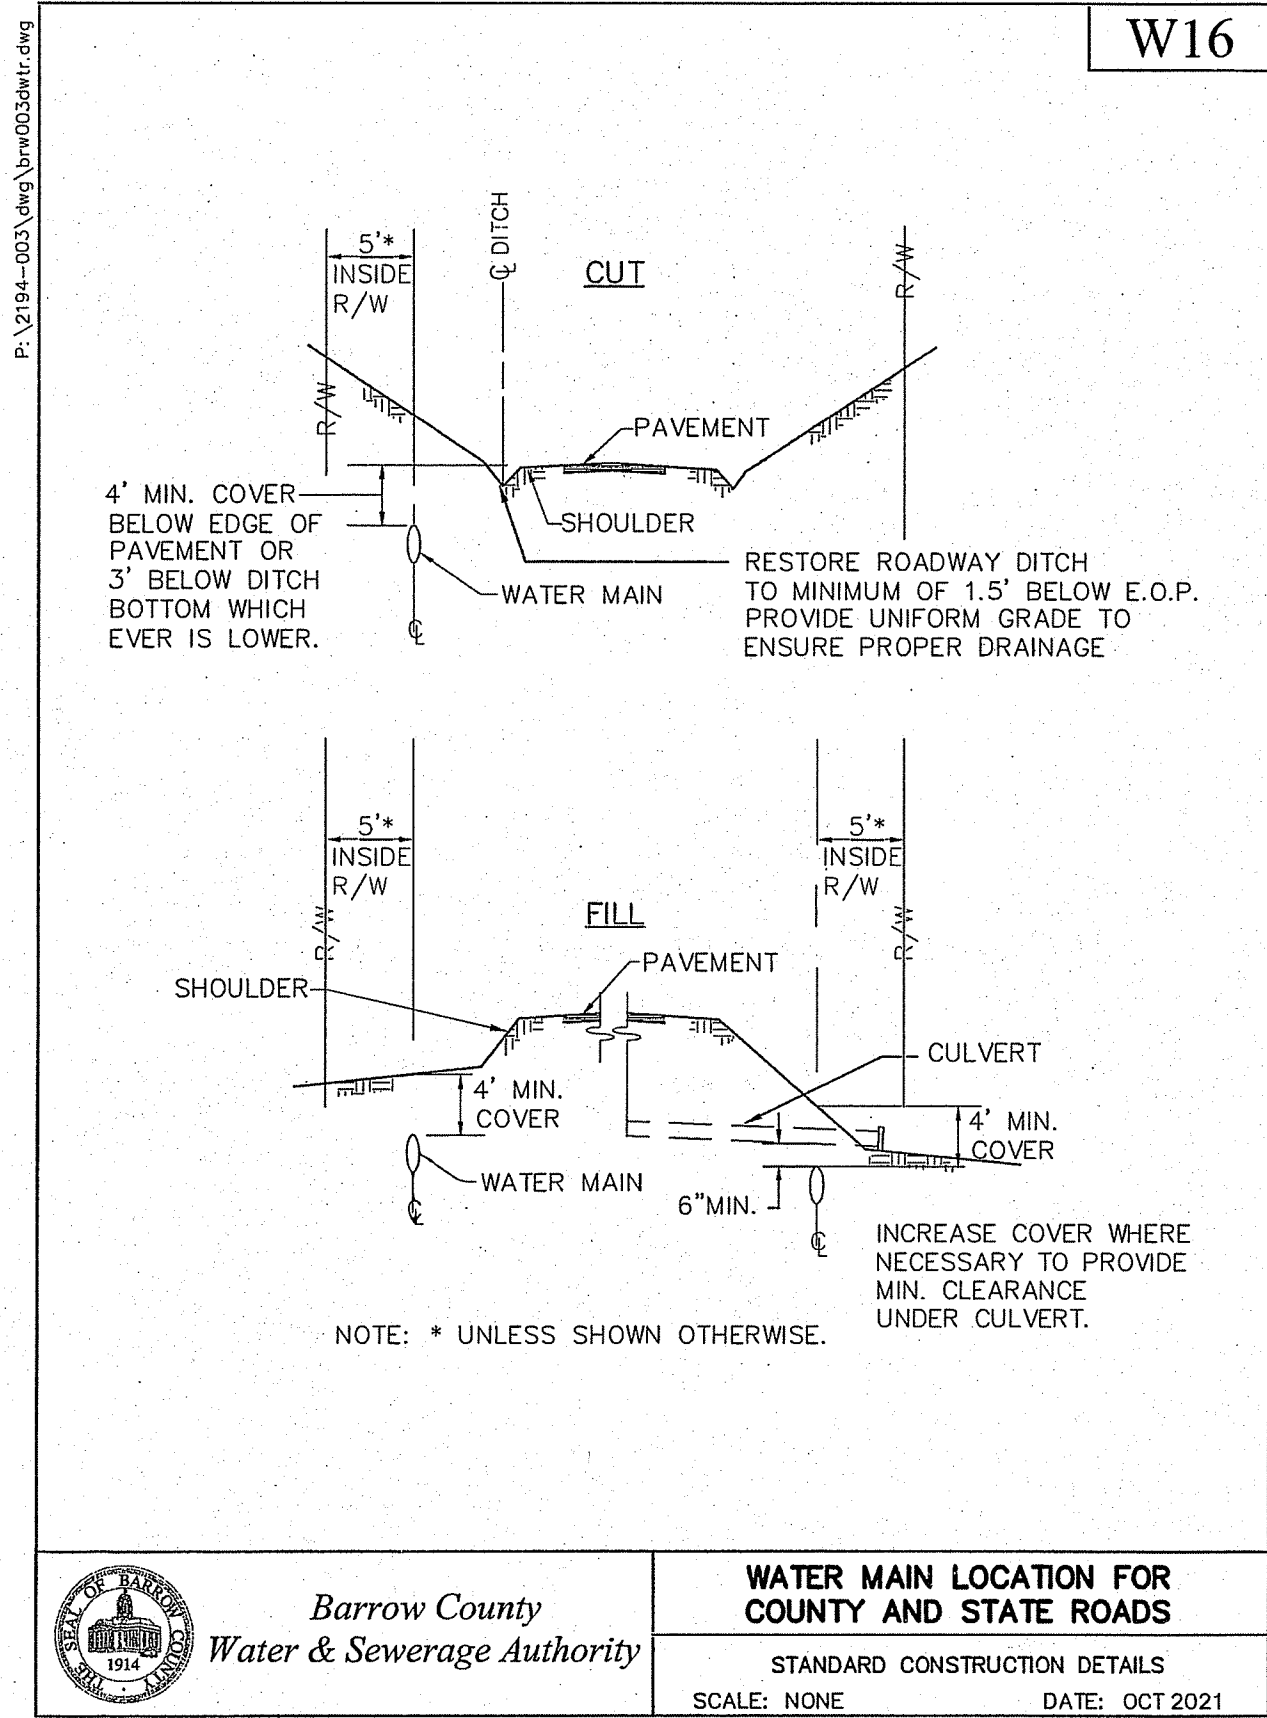 P:\2194-003\dwg\brw003dwtr.dwg
W16
5'*
INSIDE
R/W
℄ DITCH
CUT
R/W
R/W
PAVEMENT
4' MIN. COVER
BELOW EDGE OF
PAVEMENT OR
3' BELOW DITCH
BOTTOM WHICH
EVER IS LOWER.
SHOULDER
WATER MAIN
℄
RESTORE ROADWAY DITCH
TO MINIMUM OF 1.5' BELOW E.O.P.
PROVIDE UNIFORM GRADE TO
ENSURE PROPER DRAINAGE
5'*
INSIDE
R/W
5'*
INSIDE
R/W
R/W
FILL
R/W
PAVEMENT
SHOULDER
CULVERT
4' MIN.
COVER
4' MIN.
COVER
WATER MAIN
6"MIN.
℄
℄
INCREASE COVER WHERE
NECESSARY TO PROVIDE
MIN. CLEARANCE
UNDER CULVERT.
NOTE: * UNLESS SHOWN OTHERWISE.
THE SEAL OF BARROW COUNTY
1914
Barrow County
Water & Sewerage Authority
WATER MAIN LOCATION FOR
COUNTY AND STATE ROADS
STANDARD CONSTRUCTION DETAILS
SCALE: NONE
DATE: OCT 2021